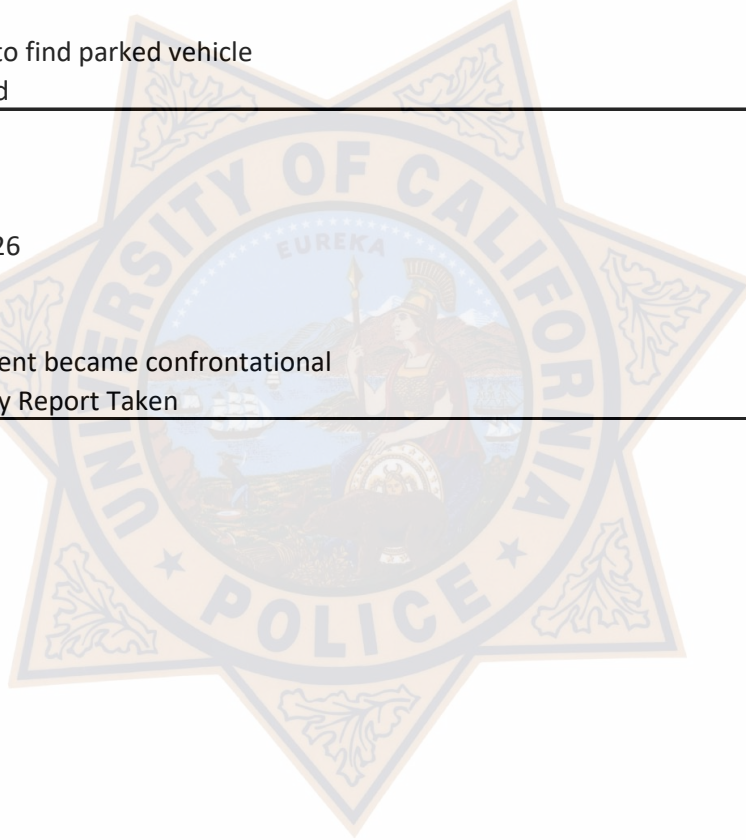 to find parked vehicle
d
26
ent became confrontational
y Report Taken
UNIVERSITY OF CALIFORNIA
EUREKA
POLICE